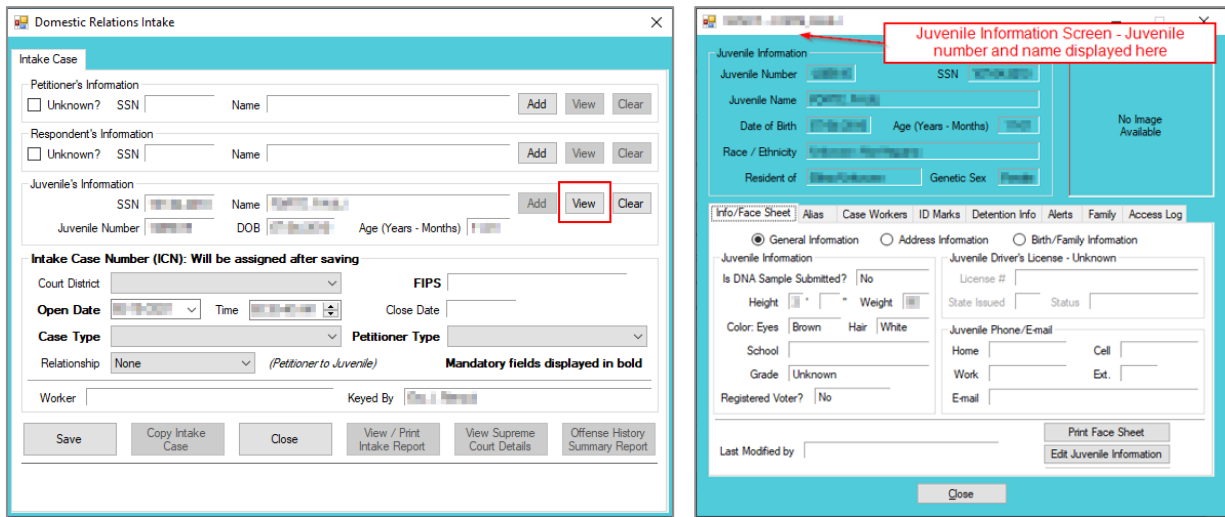 Domestic Relations Intake
Intake Case
Petitioner's Information
Unknown? SSN Name Add View Clear
Respondent's Information
Unknown? SSN Name Add View Clear
Juvenile's Information
SSN Name Add View Clear
Juvenile Number DOB Age (Years - Months)
Intake Case Number (ICN): Will be assigned after saving
Court District FIPS
Open Date Time Close Date
Case Type Petitioner Type
Relationship None (Petitioner to Juvenile) Mandatory fields displayed in bold
Worker Keyed By
Save Copy Intake Case Close View / Print Intake Report View Supreme Court Details Offense History Summary Report
Juvenile Information Screen - Juvenile
number and name displayed here
Juvenile Information
Juvenile Number SSN
Juvenile Name
Date of Birth Age (Years - Months)
Race / Ethnicity
Resident of Genetic Sex
No Image
Available
Info/Face Sheet Alias Case Workers ID Marks Detention Info Alerts Family Access Log
General Information Address Information Birth/Family Information
Juvenile Information
Is DNA Sample Submitted? No
Height ' " Weight
Color: Eyes Brown Hair White
School
Grade Unknown
Registered Voter? No
Juvenile Driver's License - Unknown
License #
State Issued Status
Juvenile Phone/E-mail
Home Cell
Work Ext.
E-mail
Last Modified by
Print Face Sheet
Edit Juvenile Information
Close